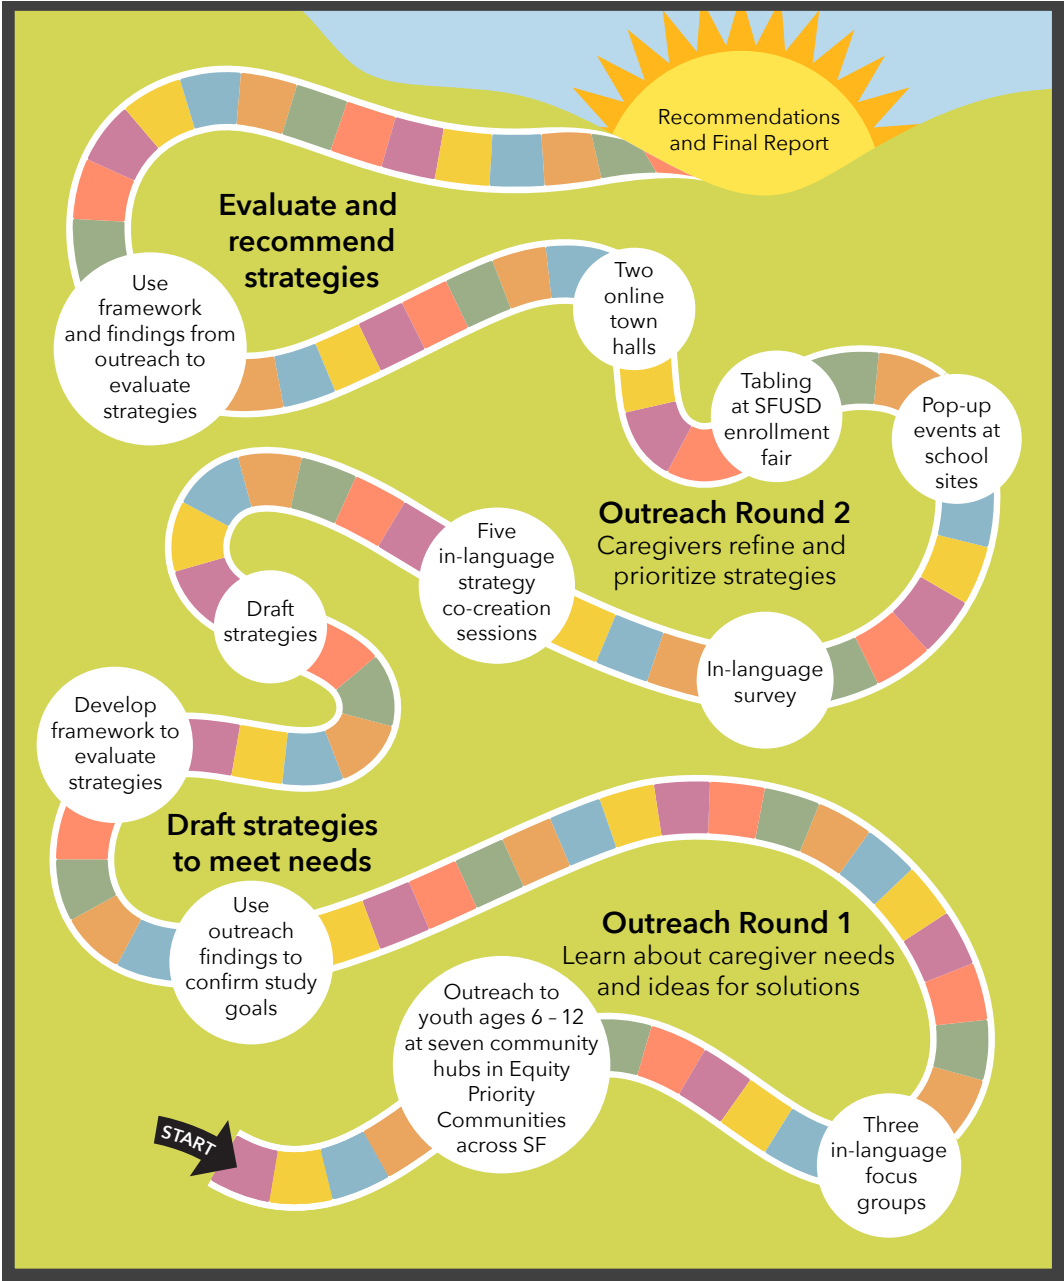 Recommendations
and Final Report
Evaluate and
recommend
strategies
Use
framework
and findings from
outreach to
evaluate
strategies
Two
online
town
halls
Tabling
at SFUSD
enrollment
fair
Pop-up
events at
school
sites
Outreach Round 2
Caregivers refine and
prioritize strategies
Five
in-language
strategy
co-creation
sessions
In-language
survey
Draft
strategies
Develop
framework to
evaluate
strategies
Draft strategies
to meet needs
Use
outreach
findings to
confirm study
goals
Outreach Round 1
Learn about caregiver needs
and ideas for solutions
Outreach to
youth ages 6 – 12
at seven community
hubs in Equity
Priority
Communities
across SF
Three
in-language
focus
groups
START